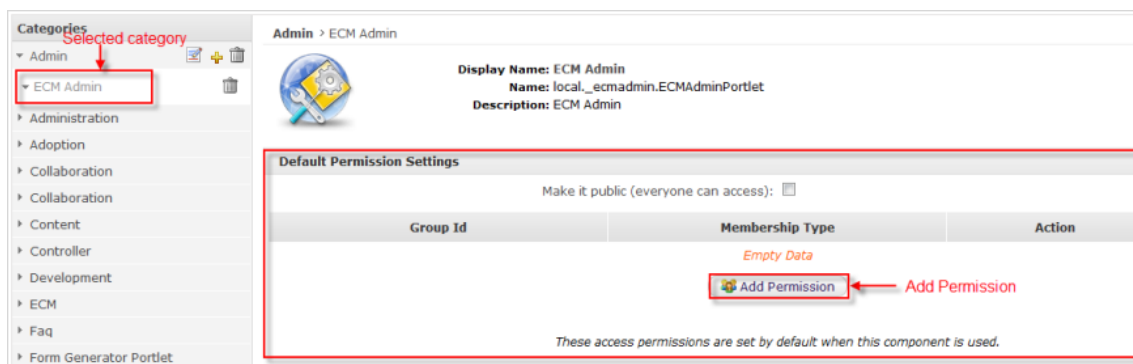 Categories
Selected category
Admin
ECM Admin
Administration
Adoption
Collaboration
Collaboration
Content
Controller
Development
ECM
Faq
Form Generator Portlet
Admin > ECM Admin
Display Name: ECM Admin
Name: local._ecmadmin.ECMAdminPortlet
Description: ECM Admin
Default Permission Settings
Make it public (everyone can access):
Group Id Membership Type Action
Empty Data
Add Permission Add Permission
These access permissions are set by default when this component is used.